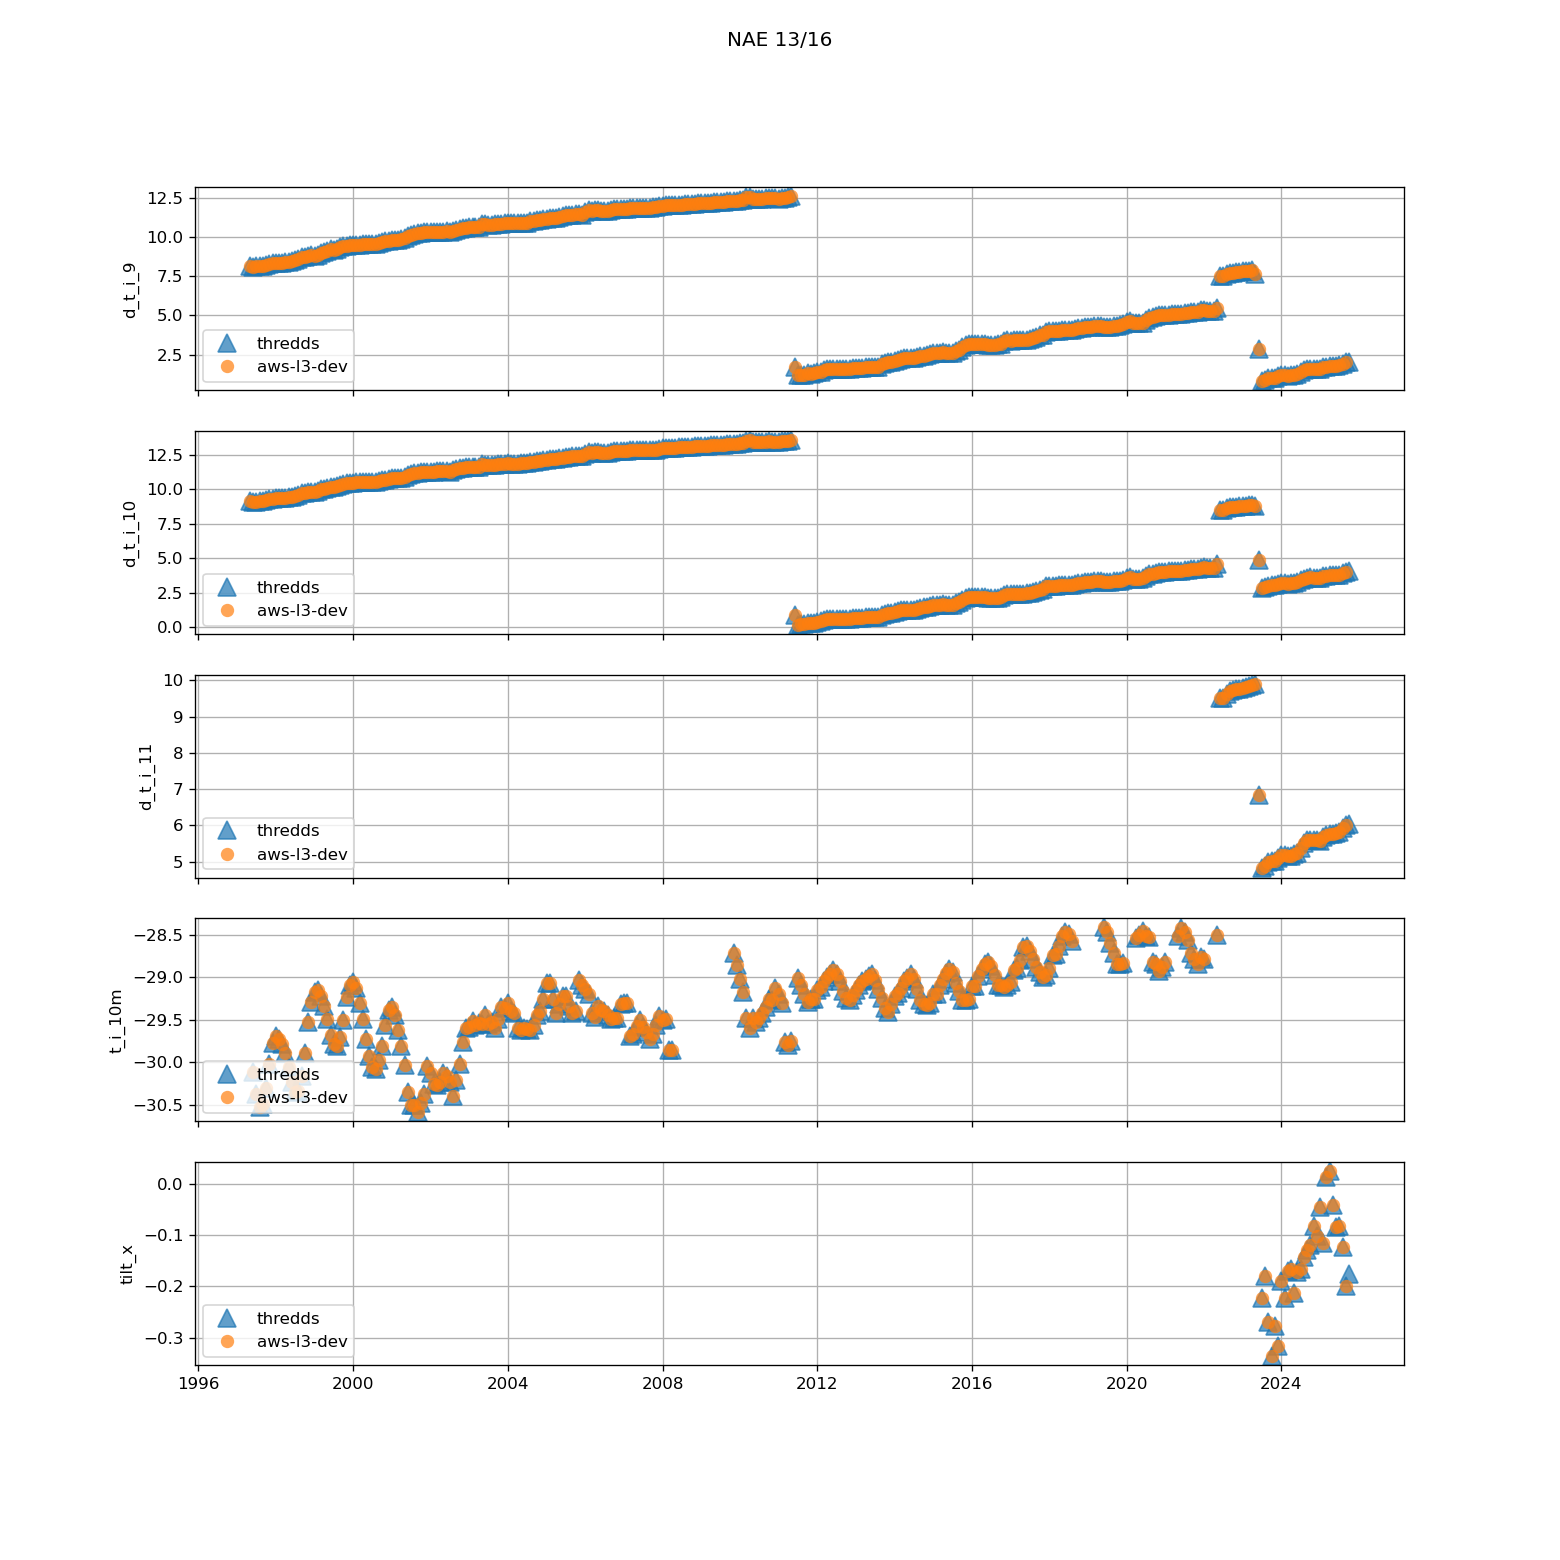 NAE 13/16
12.5
10.0
7.5
5.0
2.5
d_t_i_9
thredds
aws-l3-dev
12.5
10.0
7.5
5.0
2.5
0.0
d_t_i_10
thredds
aws-l3-dev
10
9
8
7
6
5
d_t_i_11
thredds
aws-l3-dev
−28.5
−29.0
−29.5
−30.0
−30.5
t_i_10m
thredds
aws-l3-dev
0.0
−0.1
−0.2
−0.3
tilt_x
thredds
aws-l3-dev
1996 2000 2004 2008 2012 2016 2020 2024